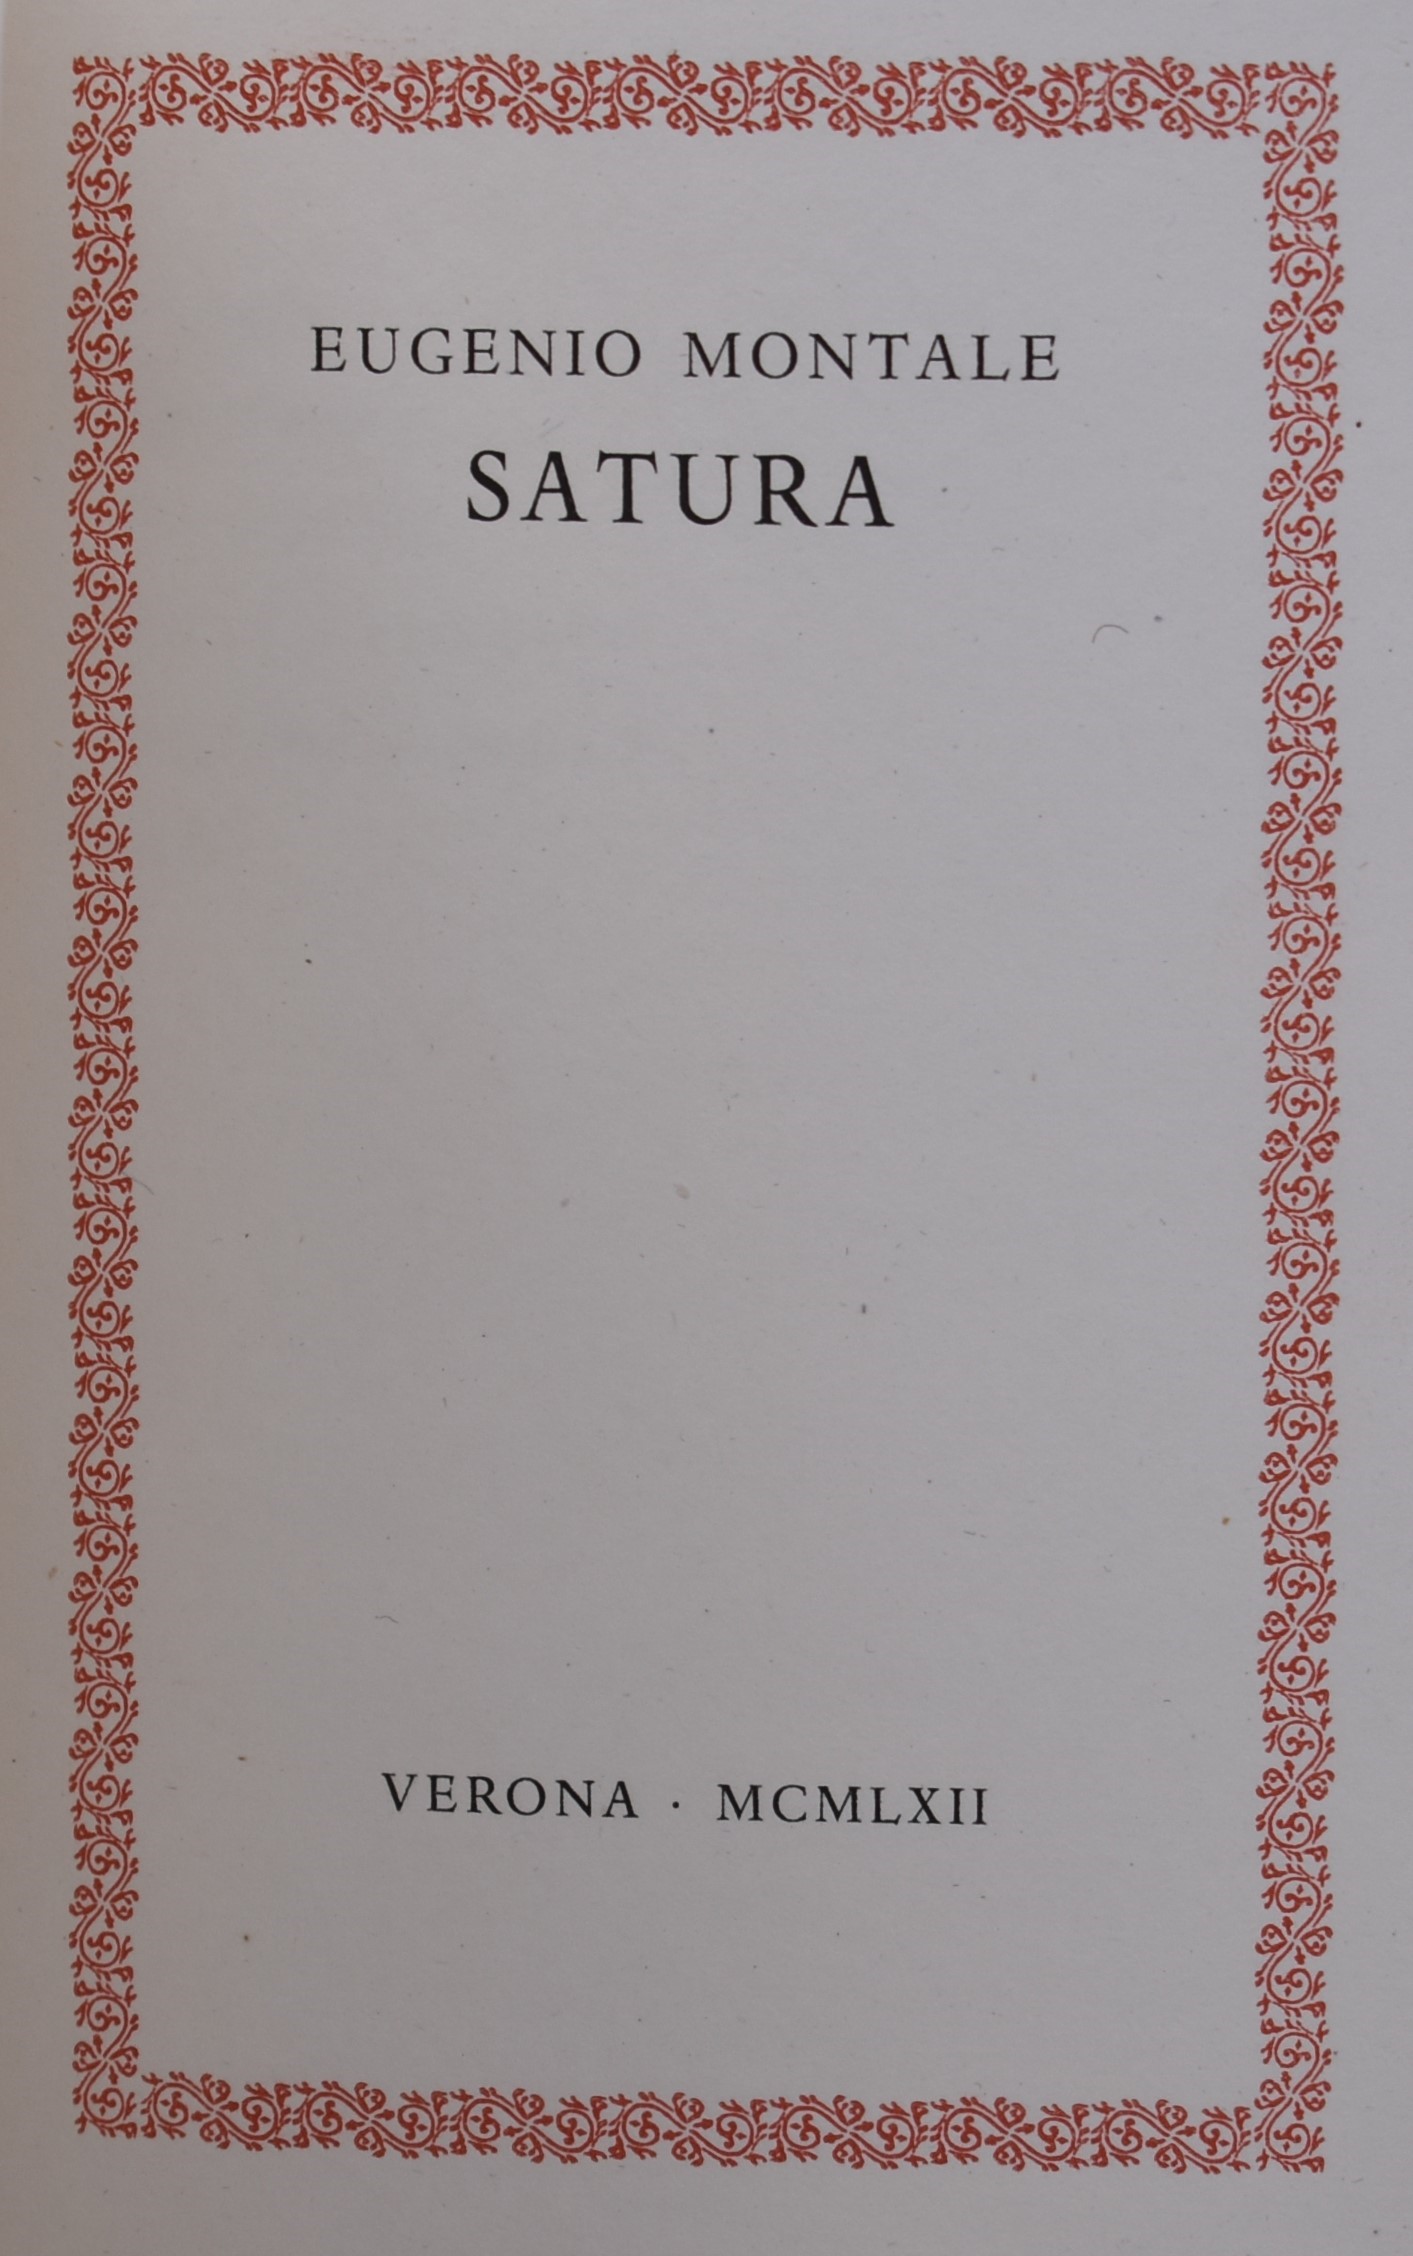 EUGENIO MONTALE
SATURA
VERONA · MCMLXII